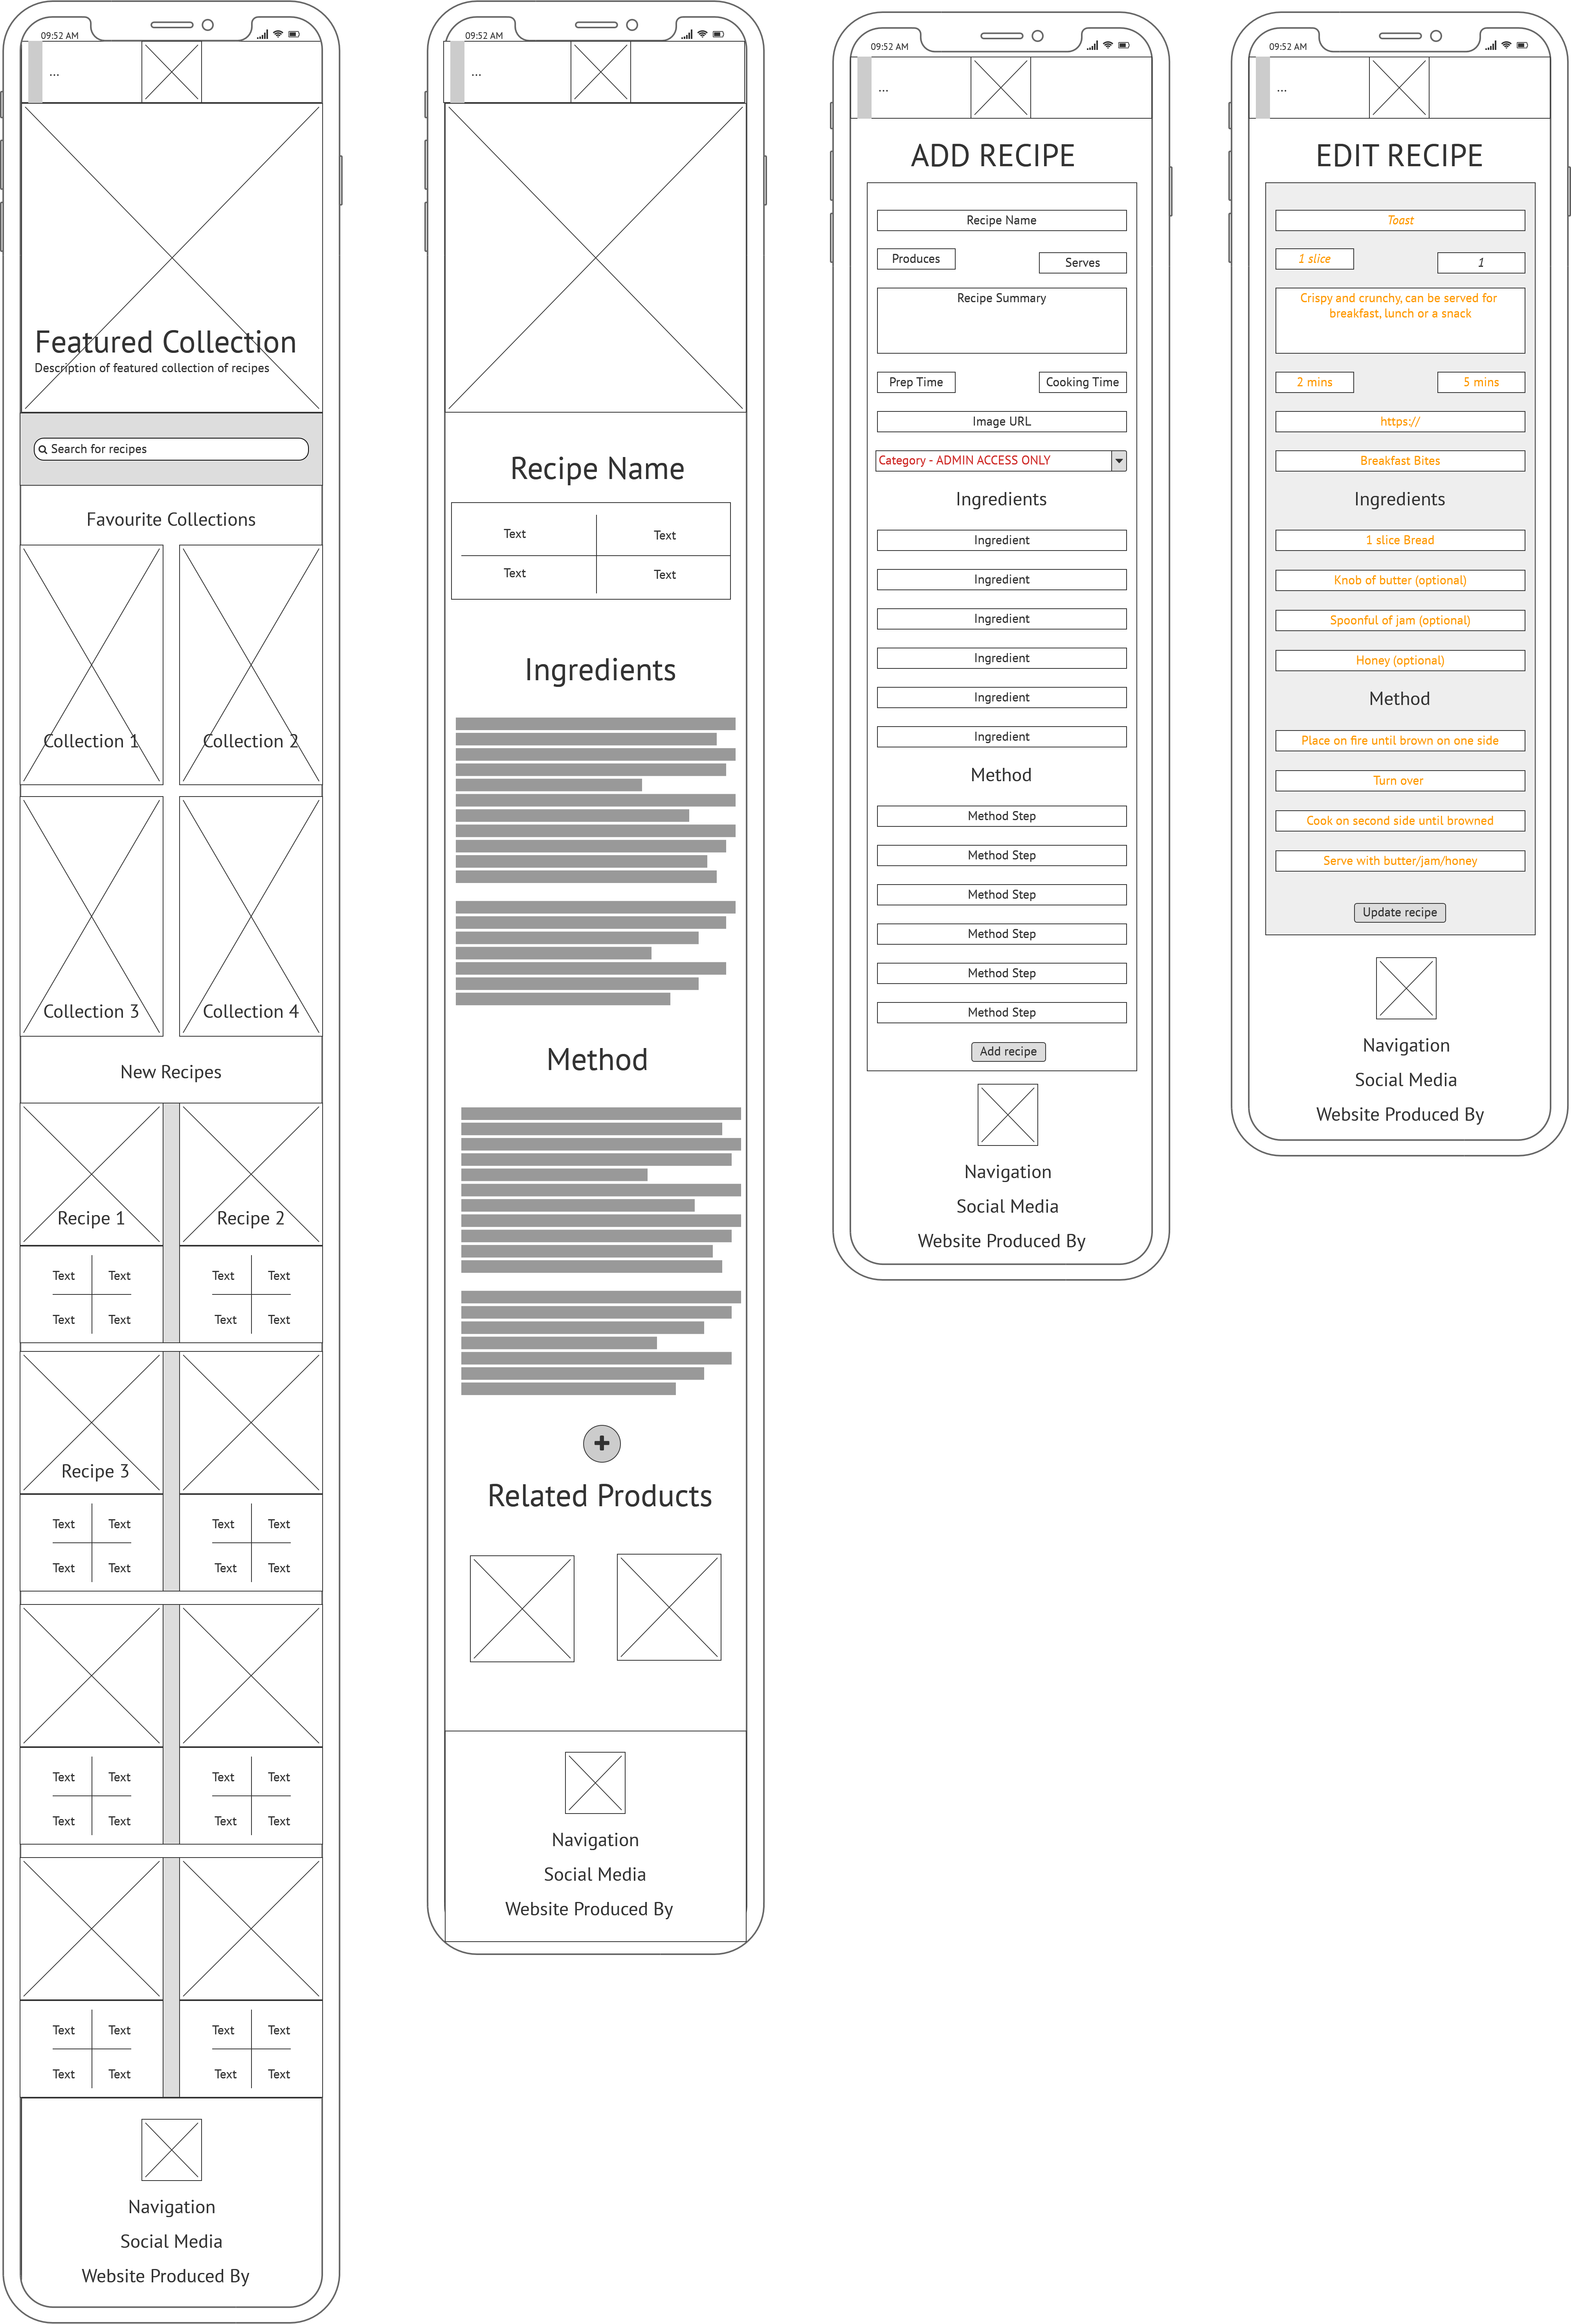 09:52 AM
...
Featured Collection
Description of featured collection of recipes
Search for recipes
Favourite Collections
Collection 1
Collection 2
Collection 3
Collection 4
New Recipes
Recipe 1
Recipe 2
Text Text
Text Text
Text Text
Text Text
Recipe 3
Text Text
Text Text
Text Text
Text Text
Text Text
Text Text
Text Text
Text Text
Text Text
Text Text
Text Text
Text Text
Navigation
Social Media
Website Produced By
09:52 AM
...
Recipe Name
Text Text
Text Text
Ingredients
Method
Related Products
Navigation
Social Media
Website Produced By
09:52 AM
...
ADD RECIPE
Recipe Name
Produces
Serves
Recipe Summary
Prep Time
Cooking Time
Image URL
Category - ADMIN ACCESS ONLY
Ingredients
Ingredient
Ingredient
Ingredient
Ingredient
Ingredient
Ingredient
Method
Method Step
Method Step
Method Step
Method Step
Method Step
Method Step
Add recipe
Navigation
Social Media
Website Produced By
09:52 AM
...
EDIT RECIPE
Toast
1 slice
1
Crispy and crunchy, can be served for
breakfast, lunch or a snack
2 mins
5 mins
https://
Breakfast Bites
Ingredients
1 slice Bread
Knob of butter (optional)
Spoonful of jam (optional)
Honey (optional)
Method
Place on fire until brown on one side
Turn over
Cook on second side until browned
Serve with butter/jam/honey
Update recipe
Navigation
Social Media
Website Produced By